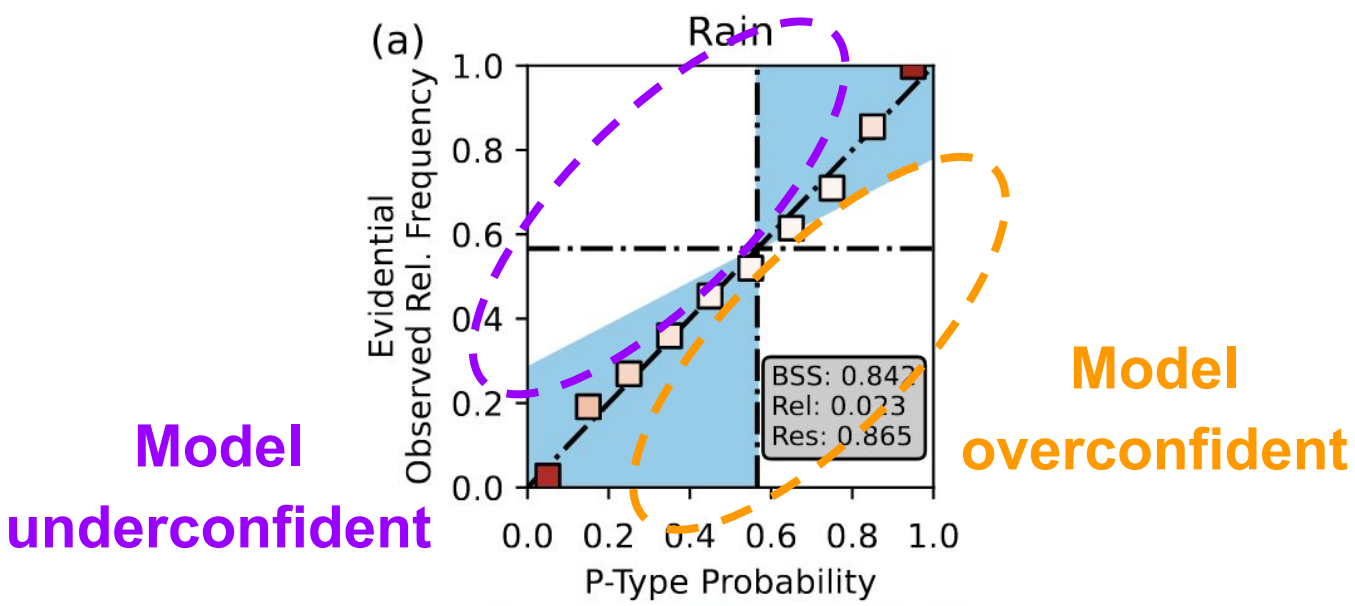 (a)
Rain
Evidential
Observed Rel. Frequency
1.0
0.8
0.6
0.4
0.2
0.0
BSS: 0.842
Rel: 0.023
Res: 0.865
0.0 0.2 0.4 0.6 0.8 1.0
P-Type Probability
Model
underconfident
Model
overconfident